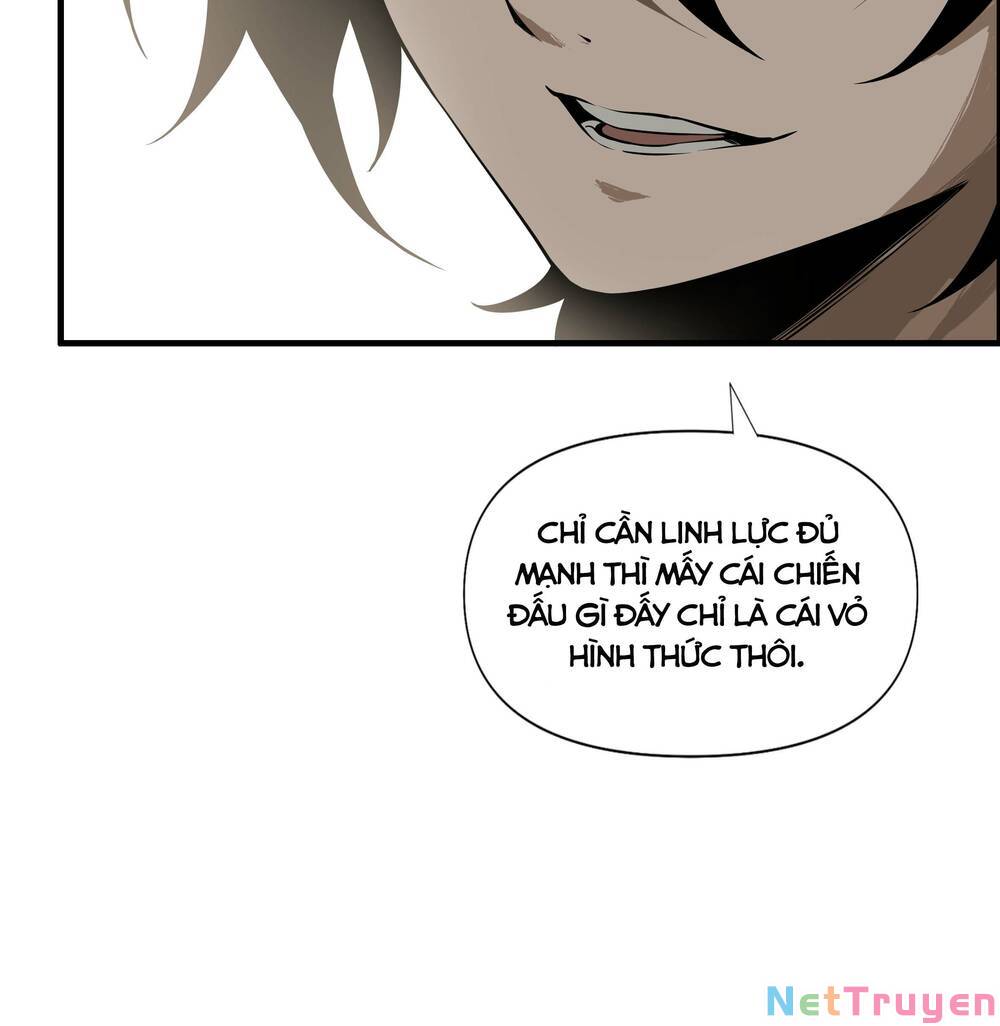 CHỈ CẦN LINH LỰC ĐỦ
MẠNH THÌ MẤY CÁI CHIẾN
ĐẤU GÌ ĐẤY CHỈ LÀ CÁI VỎ
HÌNH THỨC THÔI.
NetTruyen